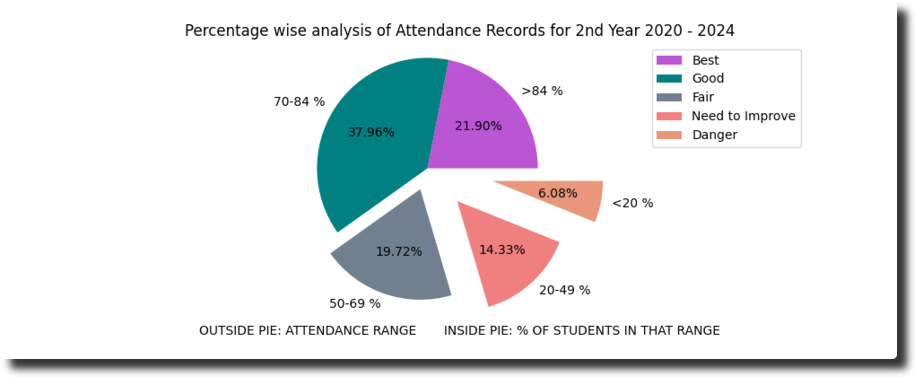 Percentage wise analysis of Attendance Records for 2nd Year 2020 - 2024
Best
Good
Fair
Need to Improve
Danger
>84 %
70-84 %
21.90%
37.96%
6.08%
<20 %
19.72%
14.33%
20-49 %
50-69 %
OUTSIDE PIE: ATTENDANCE RANGE INSIDE PIE: % OF STUDENTS IN THAT RANGE